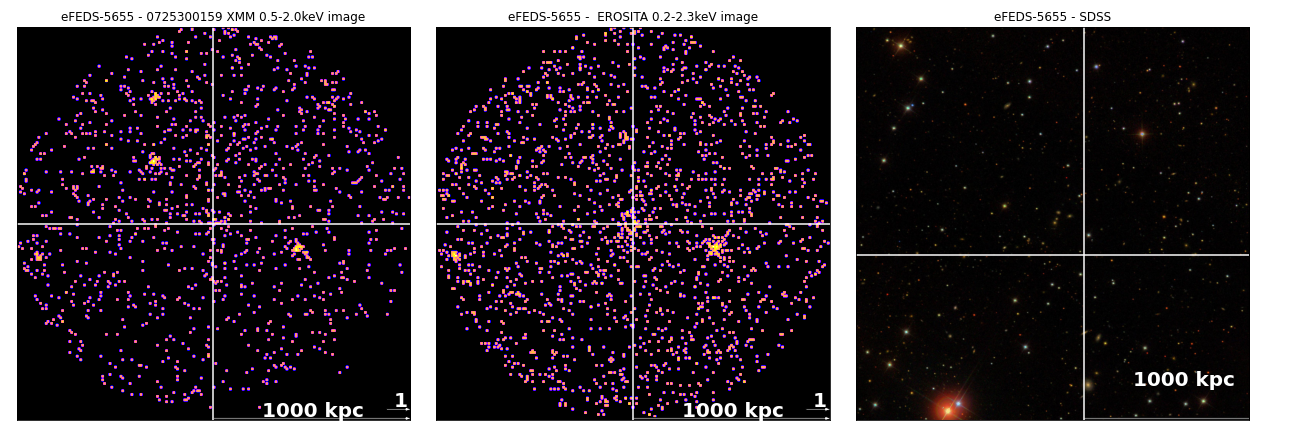 eFEDS-5655 - 0725300159 XMM 0.5-2.0keV image
1
1000 kpc
eFEDS-5655 - EROSITA 0.2-2.3keV image
1
1000 kpc
eFEDS-5655 - SDSS
1000 kpc